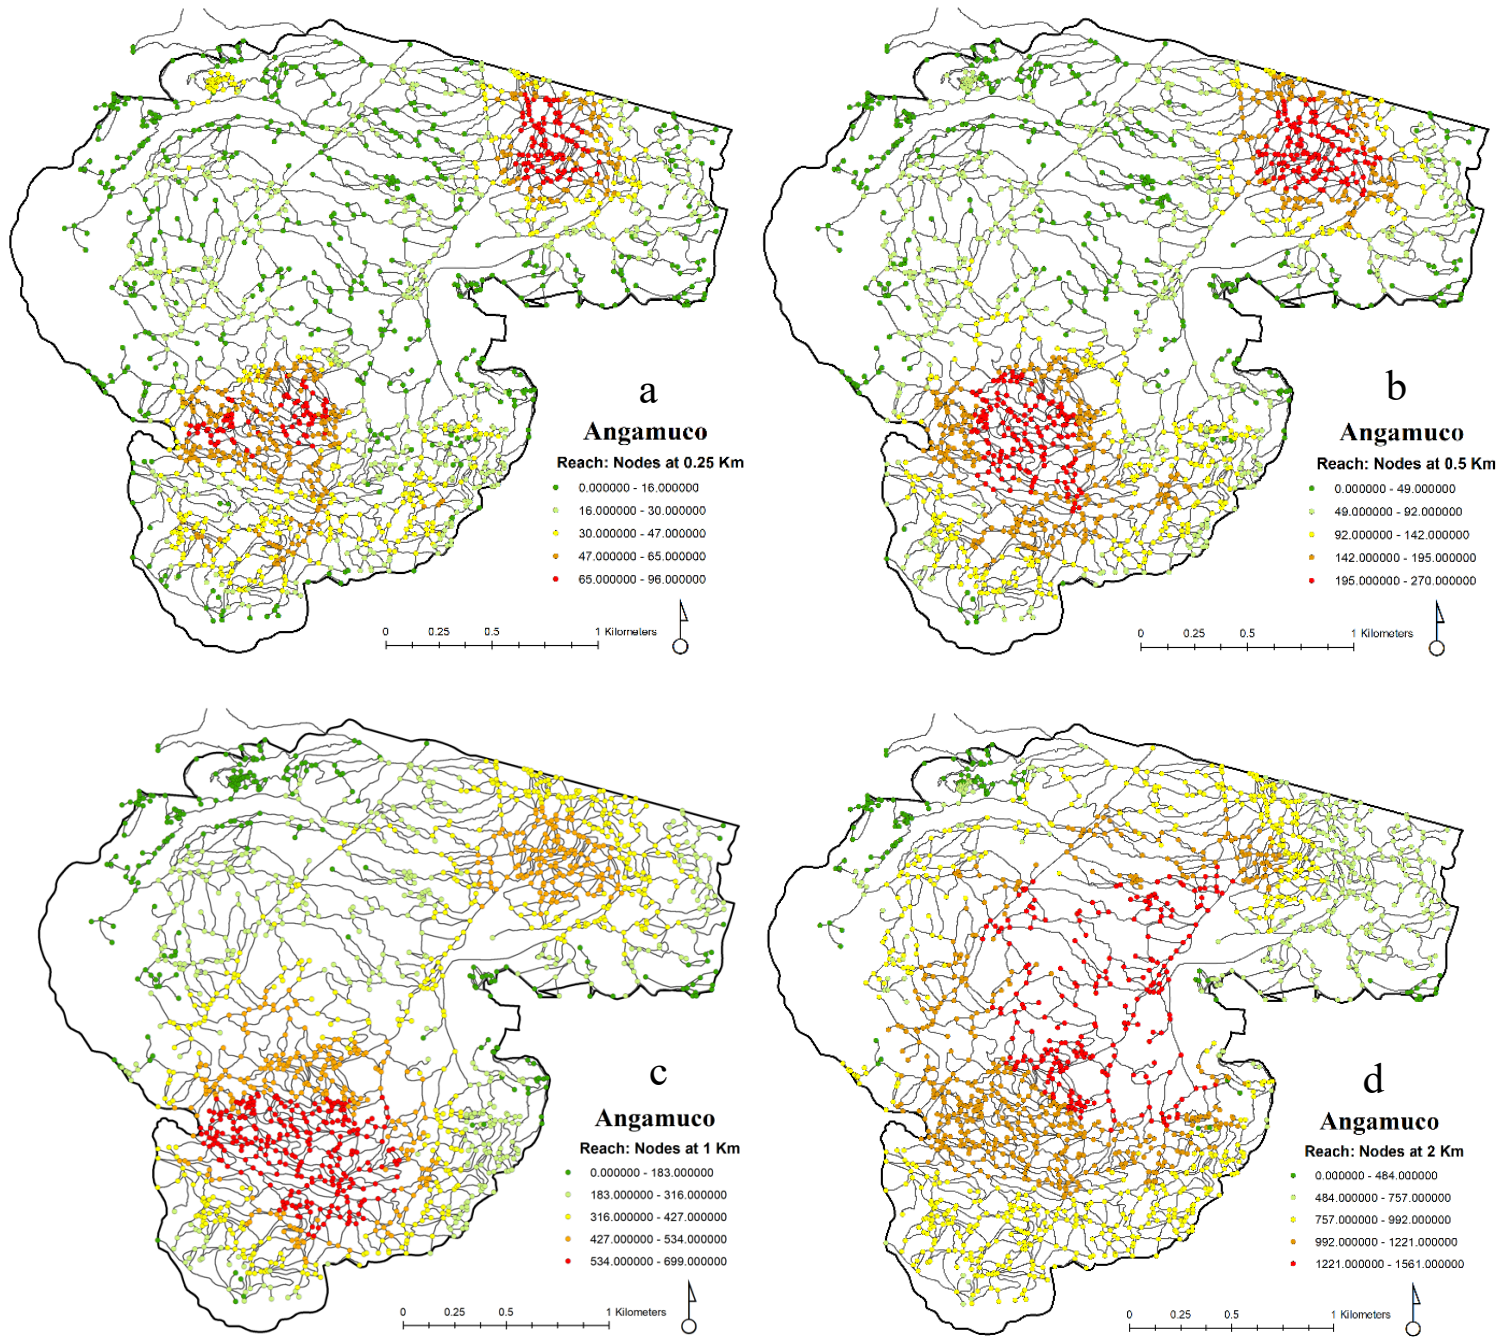 a
Angamuco
Reach: Nodes at 0.25 Km
0.000000 - 16.000000
16.000000 - 30.000000
30.000000 - 47.000000
47.000000 - 65.000000
65.000000 - 96.000000
0 0.25 0.5 1 Kilometers
b
Angamuco
Reach: Nodes at 0.5 Km
0.000000 - 49.000000
49.000000 - 92.000000
92.000000 - 142.000000
142.000000 - 195.000000
195.000000 - 270.000000
0 0.25 0.5 1 Kilometers
c
Angamuco
Reach: Nodes at 1 Km
0.000000 - 183.000000
183.000000 - 316.000000
316.000000 - 427.000000
427.000000 - 534.000000
534.000000 - 699.000000
0 0.25 0.5 1 Kilometers
d
Angamuco
Reach: Nodes at 2 Km
0.000000 - 484.000000
484.000000 - 757.000000
757.000000 - 992.000000
992.000000 - 1221.000000
1221.000000 - 1561.000000
0 0.25 0.5 1 Kilometers